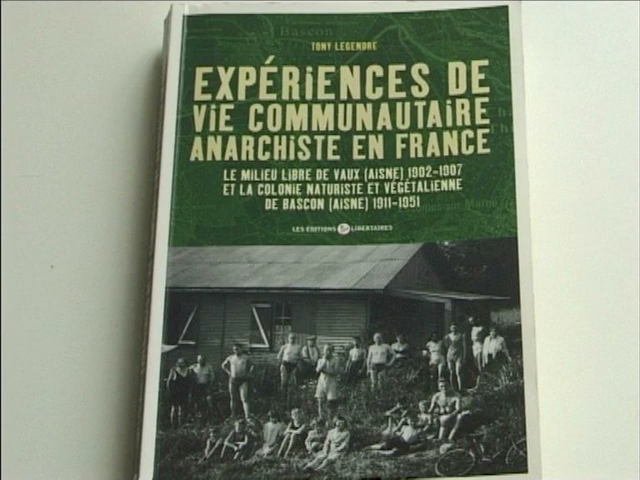 Bascon
TONY LEGENDRE
EXPÉRIENCES DE
VIE COMMUNAUTAIRE
ANARCHISTE EN FRANCE
LE MILIEU LIBRE DE VAUX (AISNE) 1902-1907
ET LA COLONIE NATURISTE ET VÉGÉTALIENNE
DE BASCON (AISNE) 1911-1951
LES ÉDITIONS LIBERTAIRES